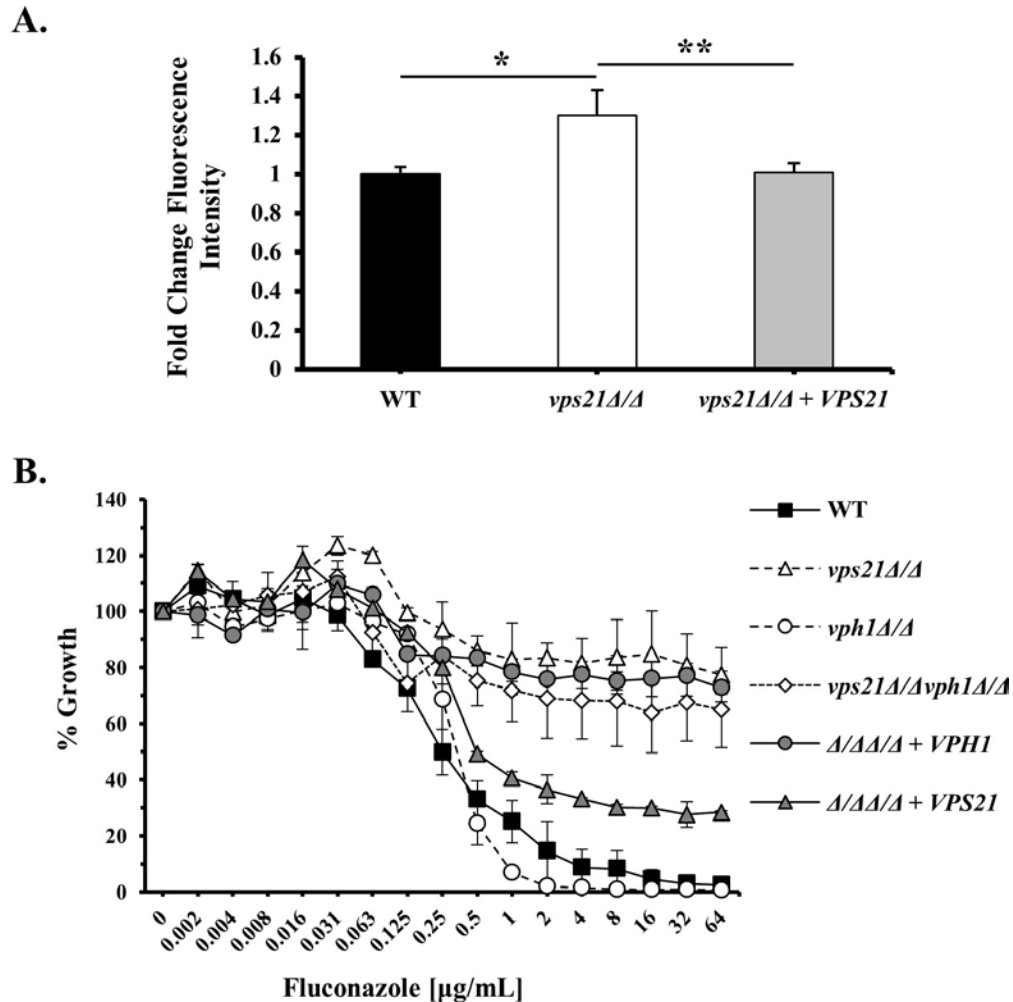 A.
* **
1.6
1.4
1.2
1
0.8
0.6
0.4
0.2
0
Fold Change Fluorescence
Intensity
WT vps21Δ/Δ vps21Δ/Δ + VPS21
B.
140
120
100
80
60
40
20
0
% Growth
0 0.002 0.004 0.008 0.016 0.031 0.063 0.125 0.25 0.5 1 2 4 8 16 32 64
Fluconazole [µg/mL]
WT
vps21Δ/Δ
vph1Δ/Δ
vps21Δ/Δvph1Δ/Δ
Δ/ΔΔ/Δ + VPH1
Δ/ΔΔ/Δ + VPS21